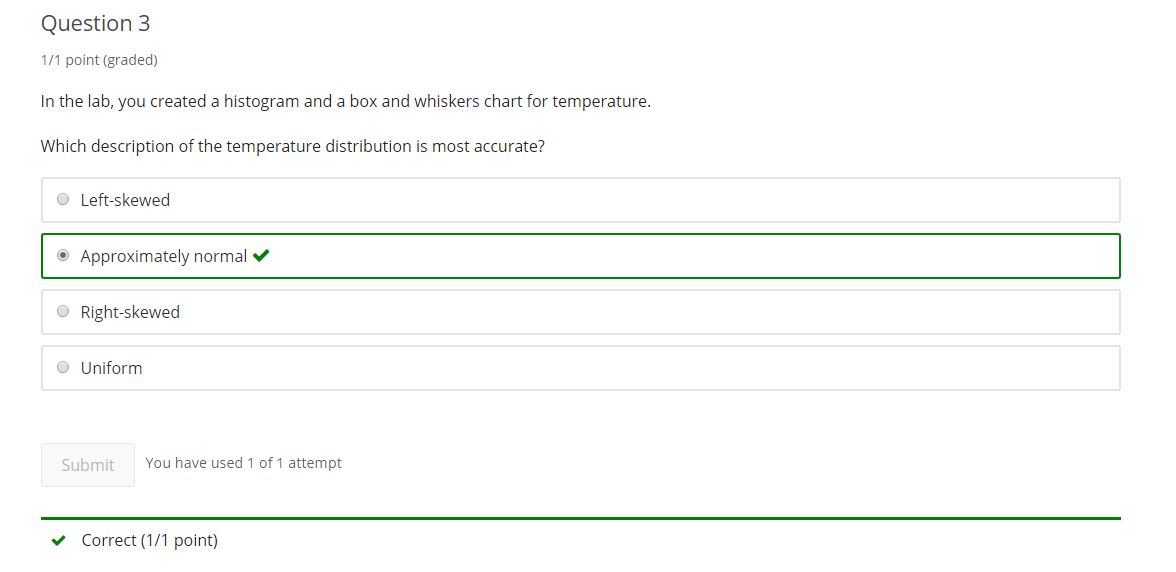 Question 3
1/1 point (graded)
In the lab, you created a histogram and a box and whiskers chart for temperature.
Which description of the temperature distribution is most accurate?
Left-skewed
Approximately normal
Right-skewed
Uniform
Submit You have used 1 of 1 attempt
Correct (1/1 point)